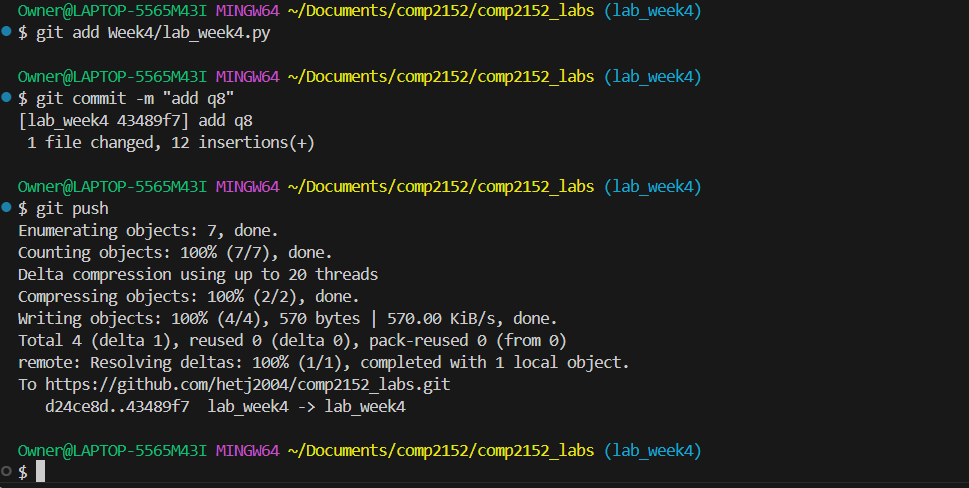 Owner@LAPTOP-5565M43I MINGW64 ~/Documents/comp2152/comp2152_labs (lab_week4)
$ git add Week4/lab_week4.py
Owner@LAPTOP-5565M43I MINGW64 ~/Documents/comp2152/comp2152_labs (lab_week4)
$ git commit -m "add q8"
[lab_week4 43489f7] add q8
 1 file changed, 12 insertions(+)
Owner@LAPTOP-5565M43I MINGW64 ~/Documents/comp2152/comp2152_labs (lab_week4)
$ git push
Enumerating objects: 7, done.
Counting objects: 100% (7/7), done.
Delta compression using up to 20 threads
Compressing objects: 100% (2/2), done.
Writing objects: 100% (4/4), 570 bytes | 570.00 KiB/s, done.
Total 4 (delta 1), reused 0 (delta 0), pack-reused 0 (from 0)
remote: Resolving deltas: 100% (1/1), completed with 1 local object.
To https://github.com/hetj2004/comp2152_labs.git
   d24ce8d..43489f7  lab_week4 -> lab_week4
Owner@LAPTOP-5565M43I MINGW64 ~/Documents/comp2152/comp2152_labs (lab_week4)
$